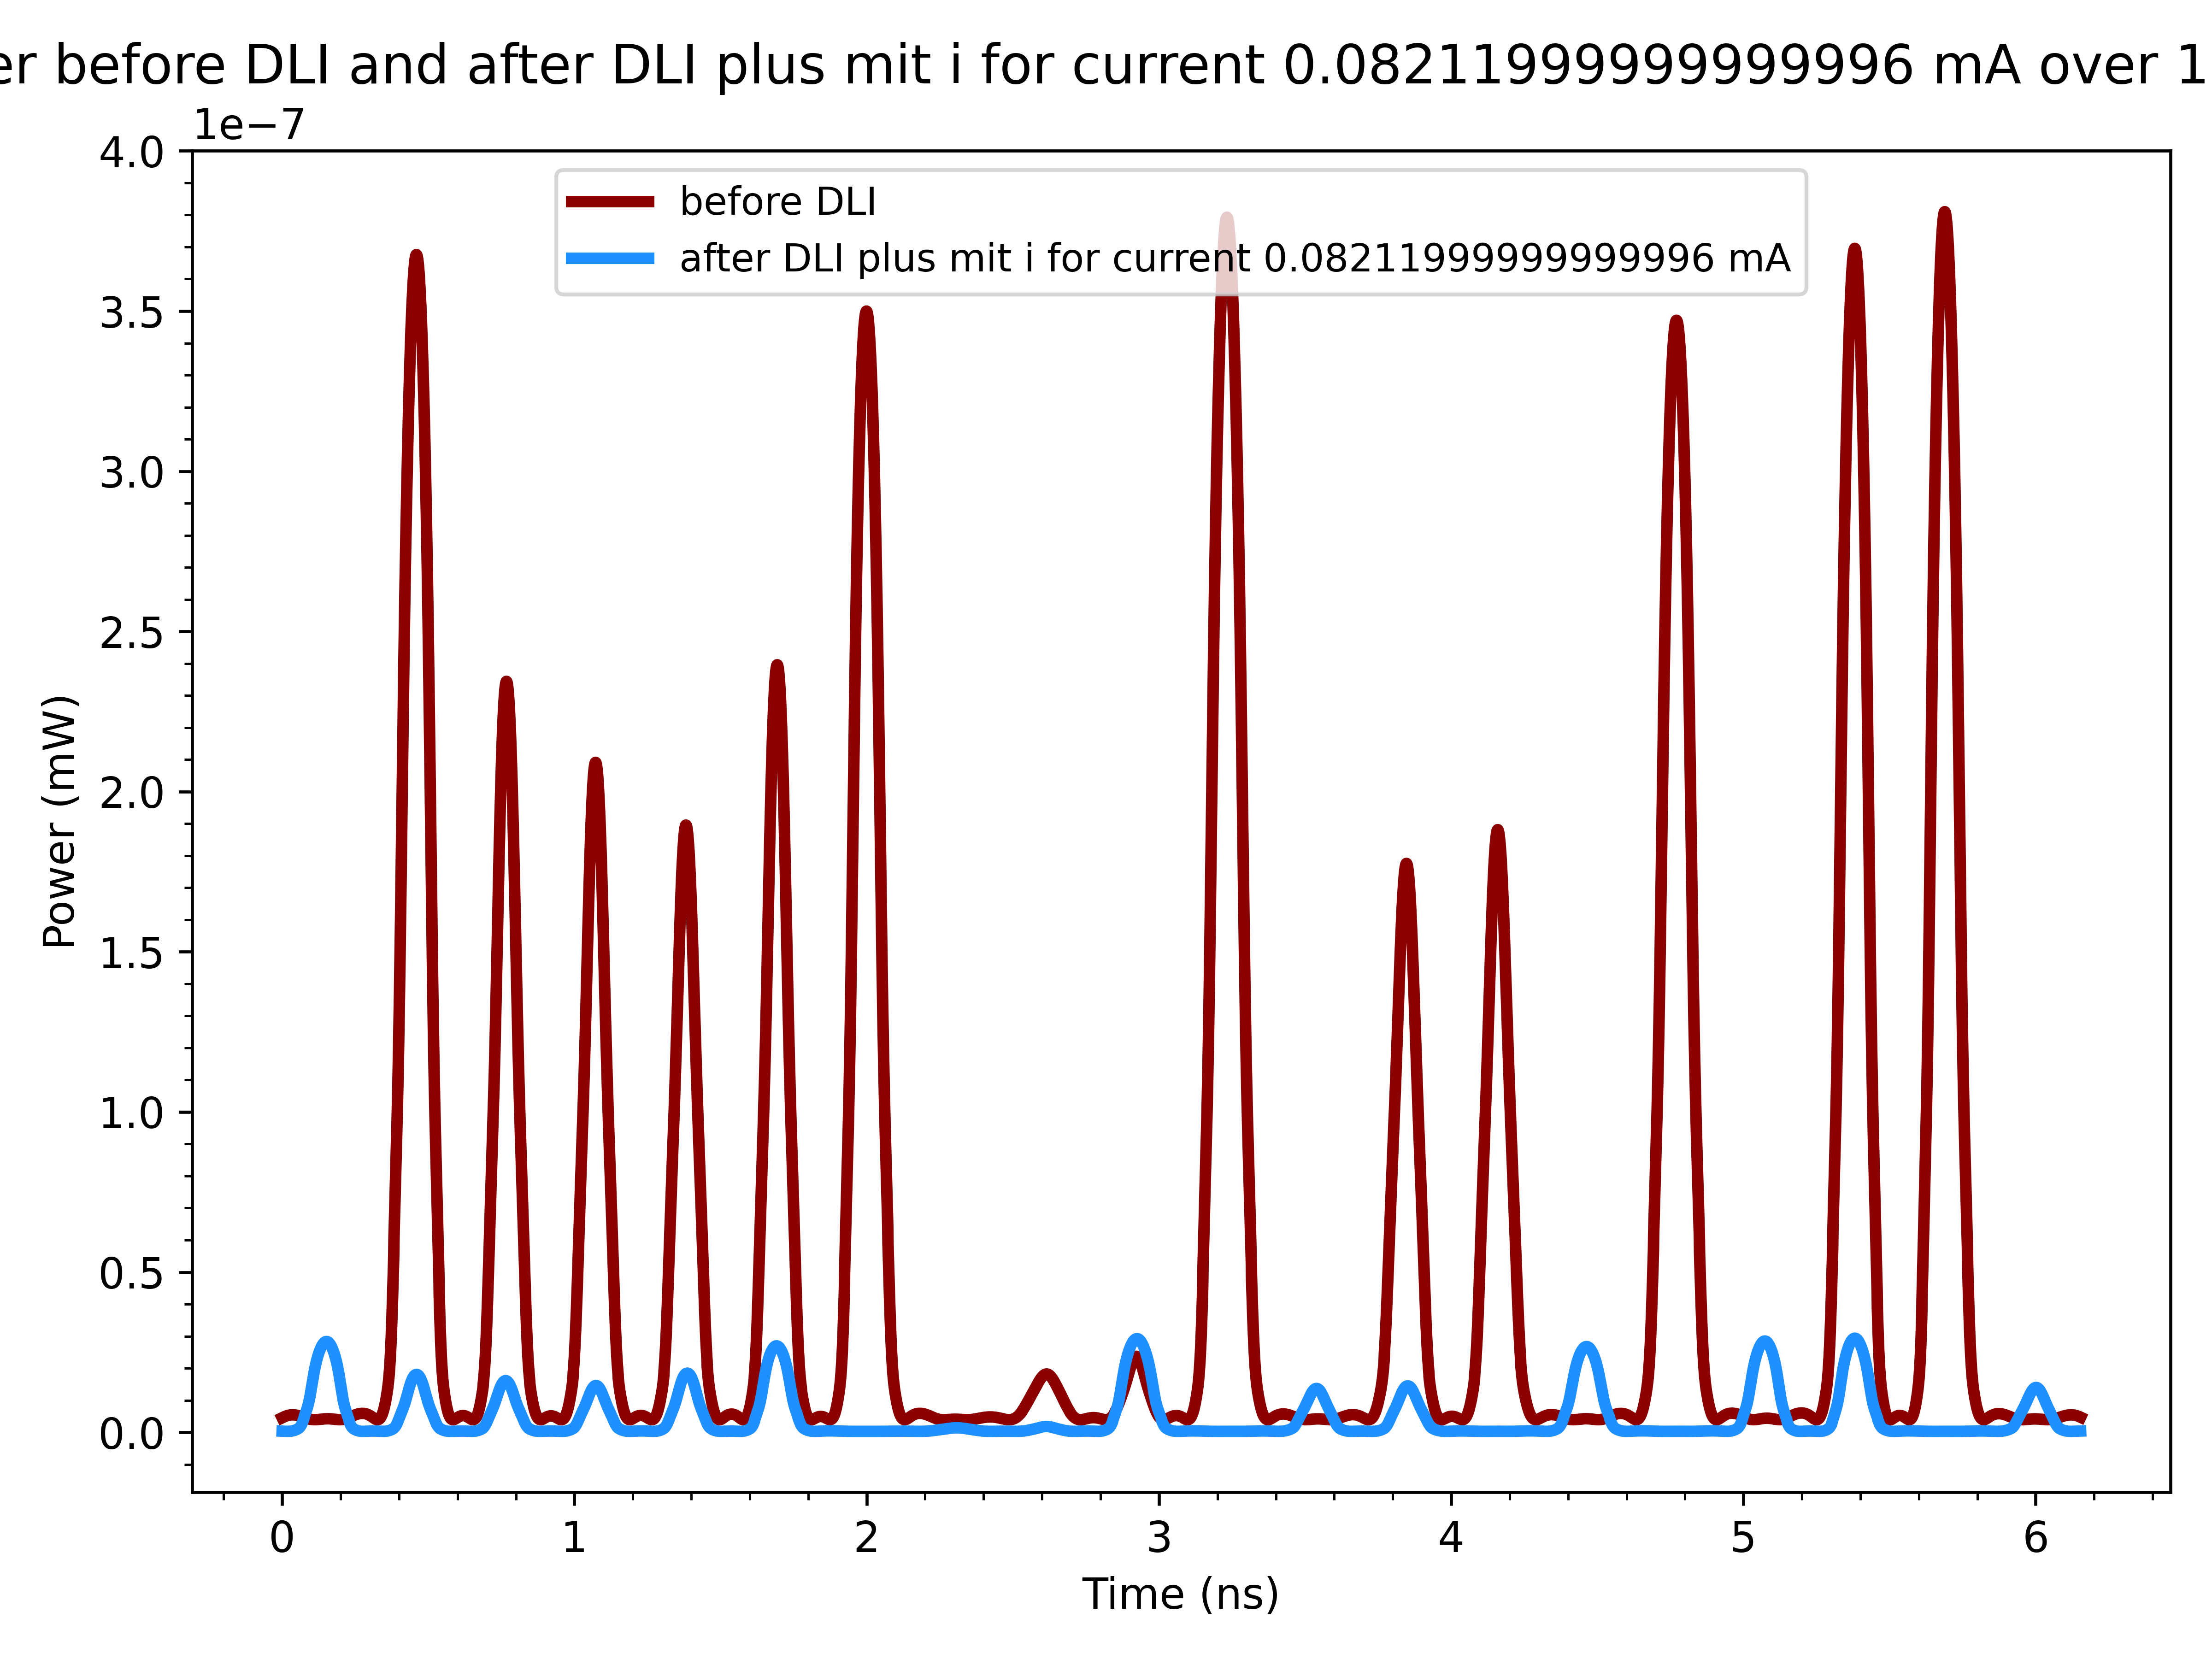 er before DLI and after DLI plus mit i for current 0.08211999999999996 mA over 1
1e−7
4.0
3.5
3.0
2.5
2.0
1.5
1.0
0.5
0.0
Power (mW)
before DLI
after DLI plus mit i for current 0.08211999999999996 mA
0 1 2 3 4 5 6
Time (ns)